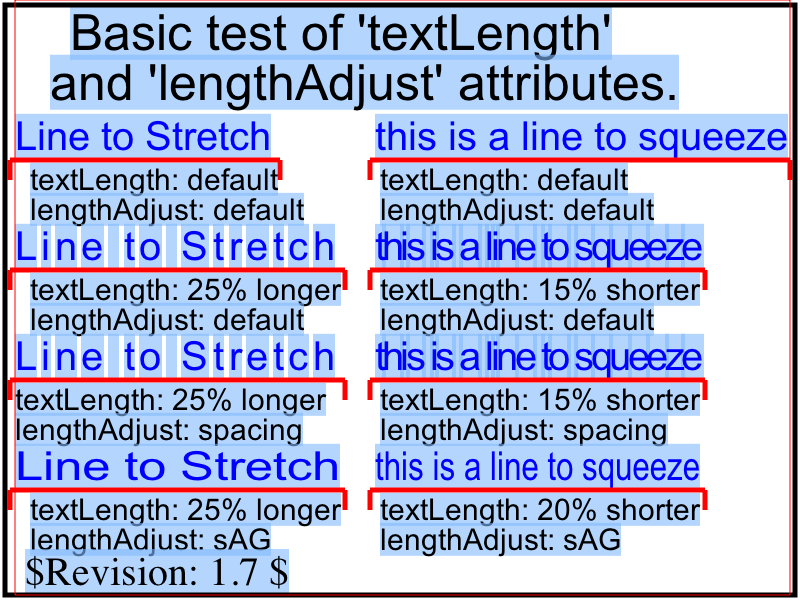 Basic test of 'textLength'
and 'lengthAdjust' attributes.
Line to Stretch
textLength: default
lengthAdjust: default
Line to Stretch
textLength: 25% longer
lengthAdjust: default
Line to Stretch
textLength: 25% longer
lengthAdjust: spacing
Line to Stretch
textLength: 25% longer
lengthAdjust: sAG
this is a line to squeeze
textLength: default
lengthAdjust: default
this is a line to squeeze
textLength: 15% shorter
lengthAdjust: default
this is a line to squeeze
textLength: 15% shorter
lengthAdjust: spacing
this is a line to squeeze
textLength: 20% shorter
lengthAdjust: sAG
$Revision: 1.7 $